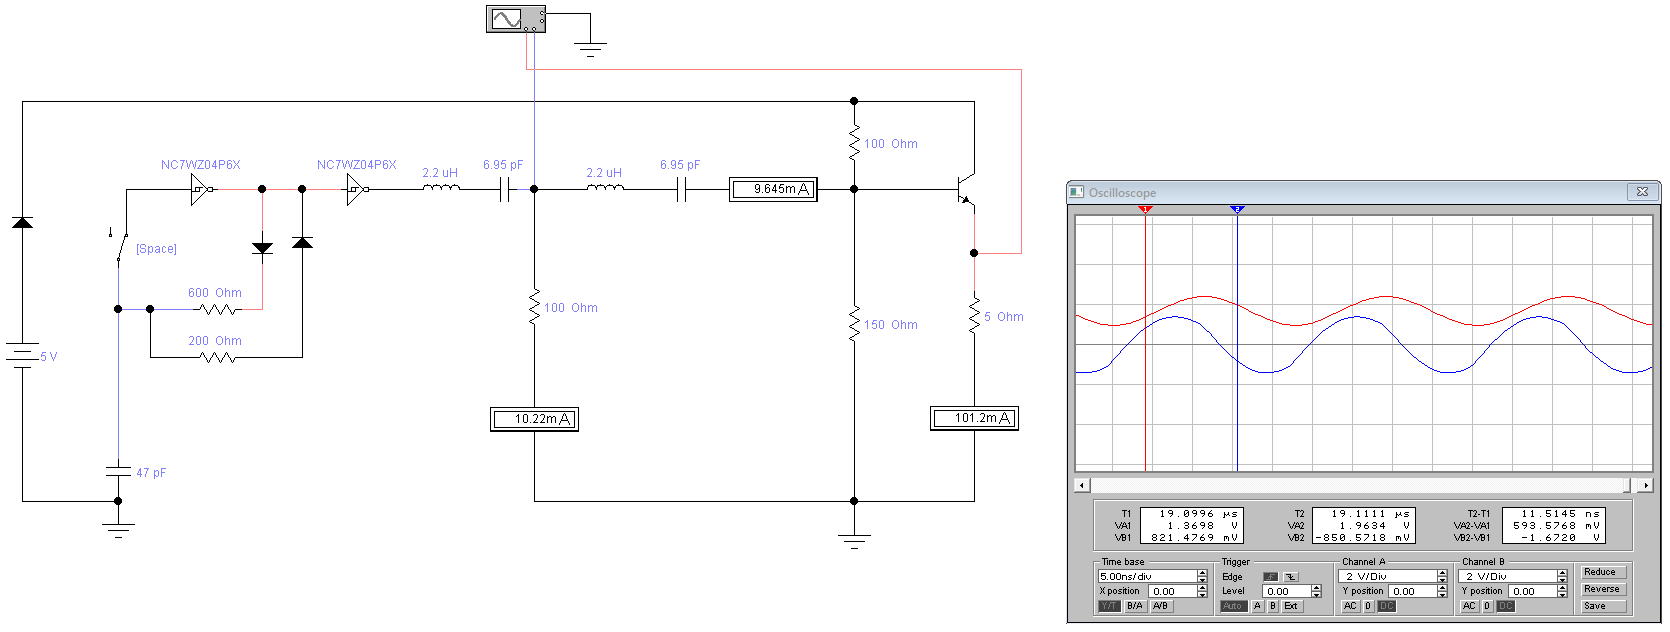 NC7WZ04P6X
NC7WZ04P6X
2.2 uH
6.95 pF
2.2 uH
6.95 pF
9.645m A
100 Ohm
[Space]
600 Ohm
200 Ohm
5 V
47 pF
100 Ohm
150 Ohm
5 Ohm
10.22m A
101.2m A
Oscilloscope
1
2
T1 19.0996 µs
VA1 1.3698 V
VB1 821.4769 mV
T2 19.1111 µs
VA2 1.9634 V
VB2 -850.5718 mV
T2-T1 11.5145 ns
VA2-VA1 593.5768 mV
VB2-VB1 -1.6720 V
Time base
5.00ns/div
X position 0.00
Y/T B/A A/B
Trigger
Edge
Level 0.00
Auto A B Ext
Channel A
2 V/Div
Y position 0.00
AC 0 DC
Channel B
2 V/Div
Y position 0.00
AC 0 DC
Reduce
Reverse
Save